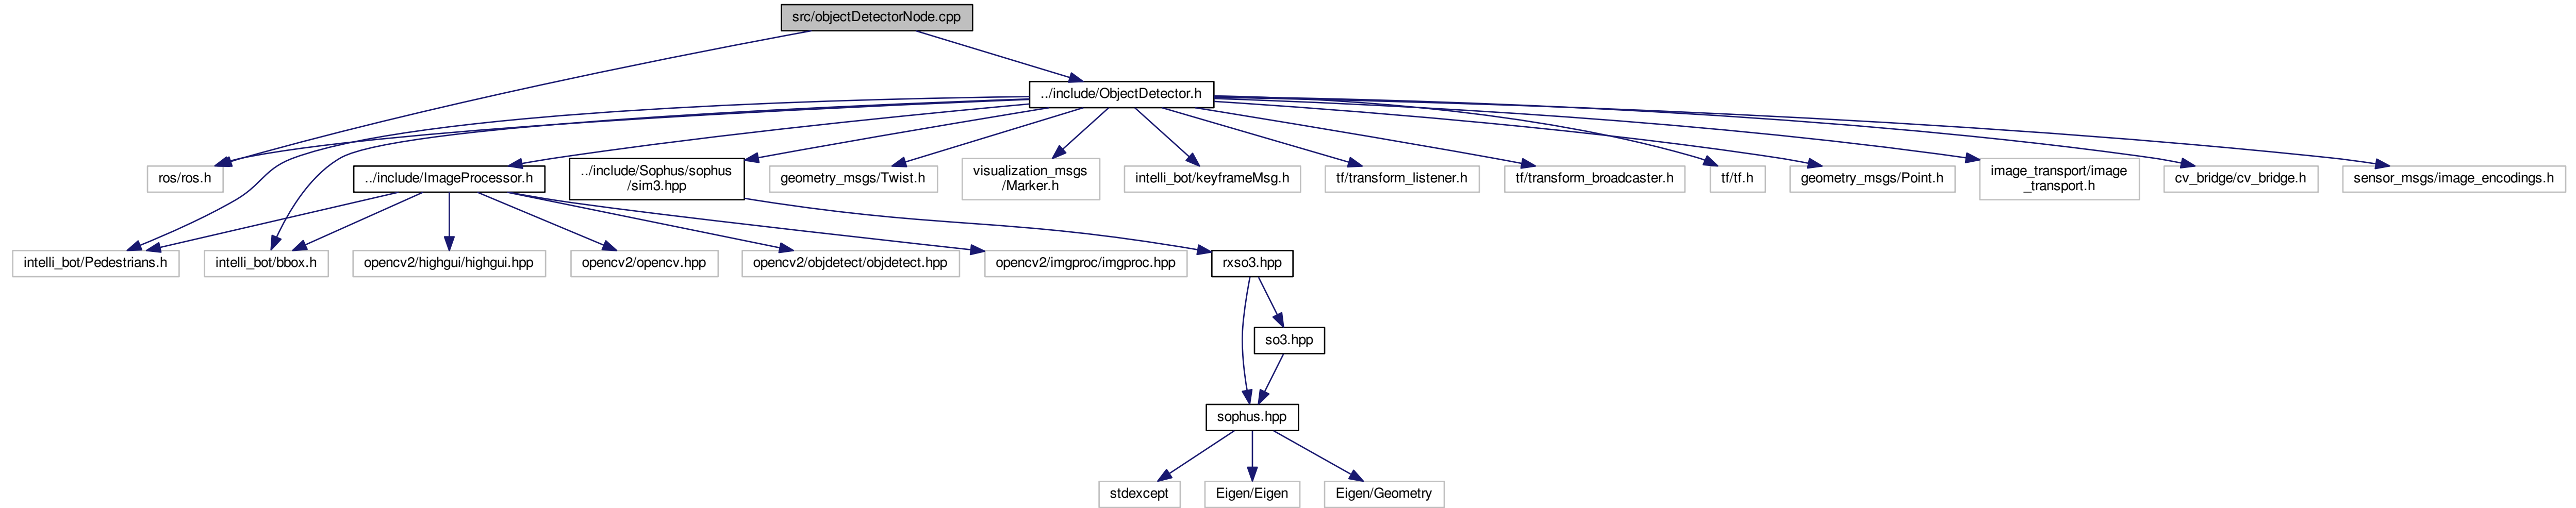 src/objectDetectorNode.cpp
../include/ObjectDetector.h
ros/ros.h
../include/ImageProcessor.h
../include/Sophus/sophus
/sim3.hpp
geometry_msgs/Twist.h
visualization_msgs
/Marker.h
intelli_bot/keyframeMsg.h
tf/transform_listener.h
tf/transform_broadcaster.h
tf/tf.h
geometry_msgs/Point.h
image_transport/image
_transport.h
cv_bridge/cv_bridge.h
sensor_msgs/image_encodings.h
intelli_bot/Pedestrians.h
intelli_bot/bbox.h
opencv2/highgui/highgui.hpp
opencv2/opencv.hpp
opencv2/objdetect/objdetect.hpp
opencv2/imgproc/imgproc.hpp
rxso3.hpp
so3.hpp
sophus.hpp
stdexcept
Eigen/Eigen
Eigen/Geometry